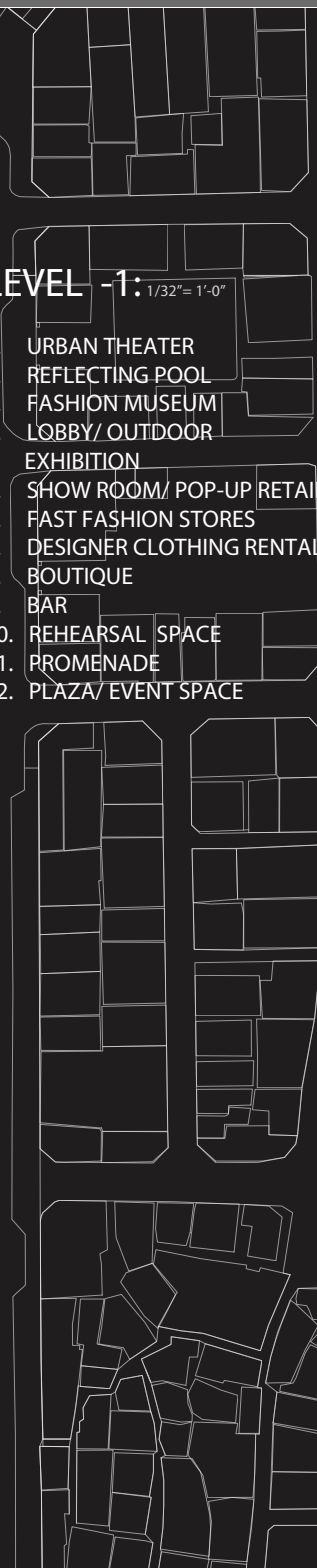 EVEL -1: 1/32"= 1'-0"
URBAN THEATER
REFLECTING POOL
FASHION MUSEUM
LOBBY/ OUTDOOR
EXHIBITION
SHOW ROOM/ POP-UP RETAI
FAST FASHION STORES
DESIGNER CLOTHING RENTAL
BOUTIQUE
BAR
0. REHEARSAL SPACE
1. PROMENADE
2. PLAZA/ EVENT SPACE